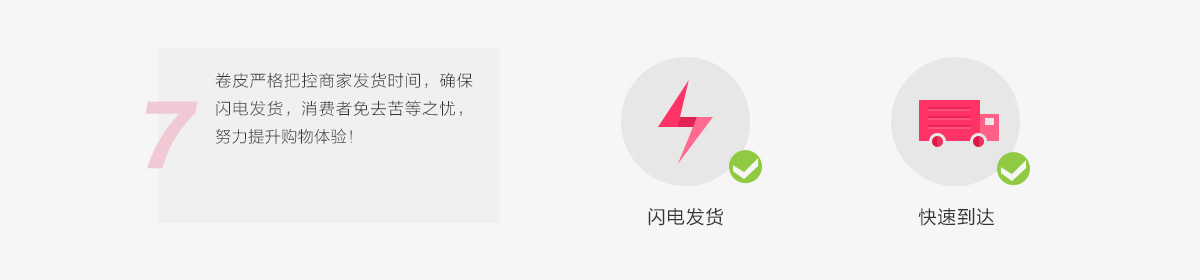 7
卷皮严格把控商家发货时间，确保
闪电发货，消费者免去苦等之忧，
努力提升购物体验！
闪电发货
快速到达